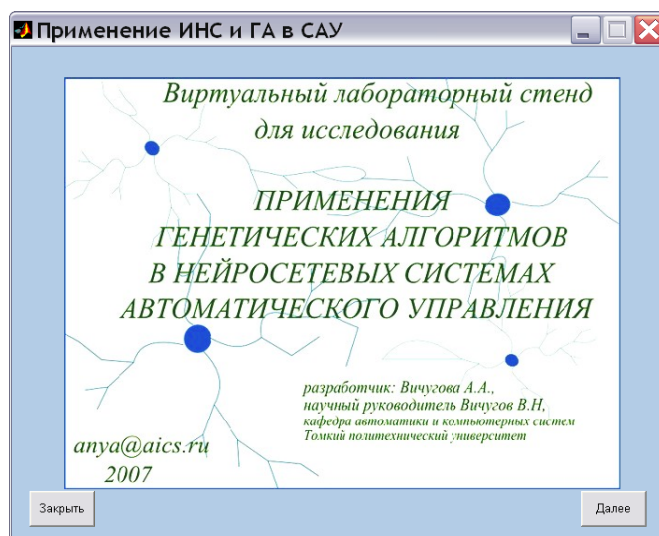 Применение ИНС и ГА в САУ
Виртуальный лабораторный стенд
для исследования
ПРИМЕНЕНИЯ
ГЕНЕТИЧЕСКИХ АЛГОРИТМОВ
В НЕЙРОСЕТЕВЫХ СИСТЕМАХ
АВТОМАТИЧЕСКОГО УПРАВЛЕНИЯ
разработчик: Вичугова А.А.,
научный руководитель Вичугов В.Н,
кафедра автоматики и компьютерных систем
Томкий политехнический университет
anya@aics.ru
2007
Закрыть
Далее